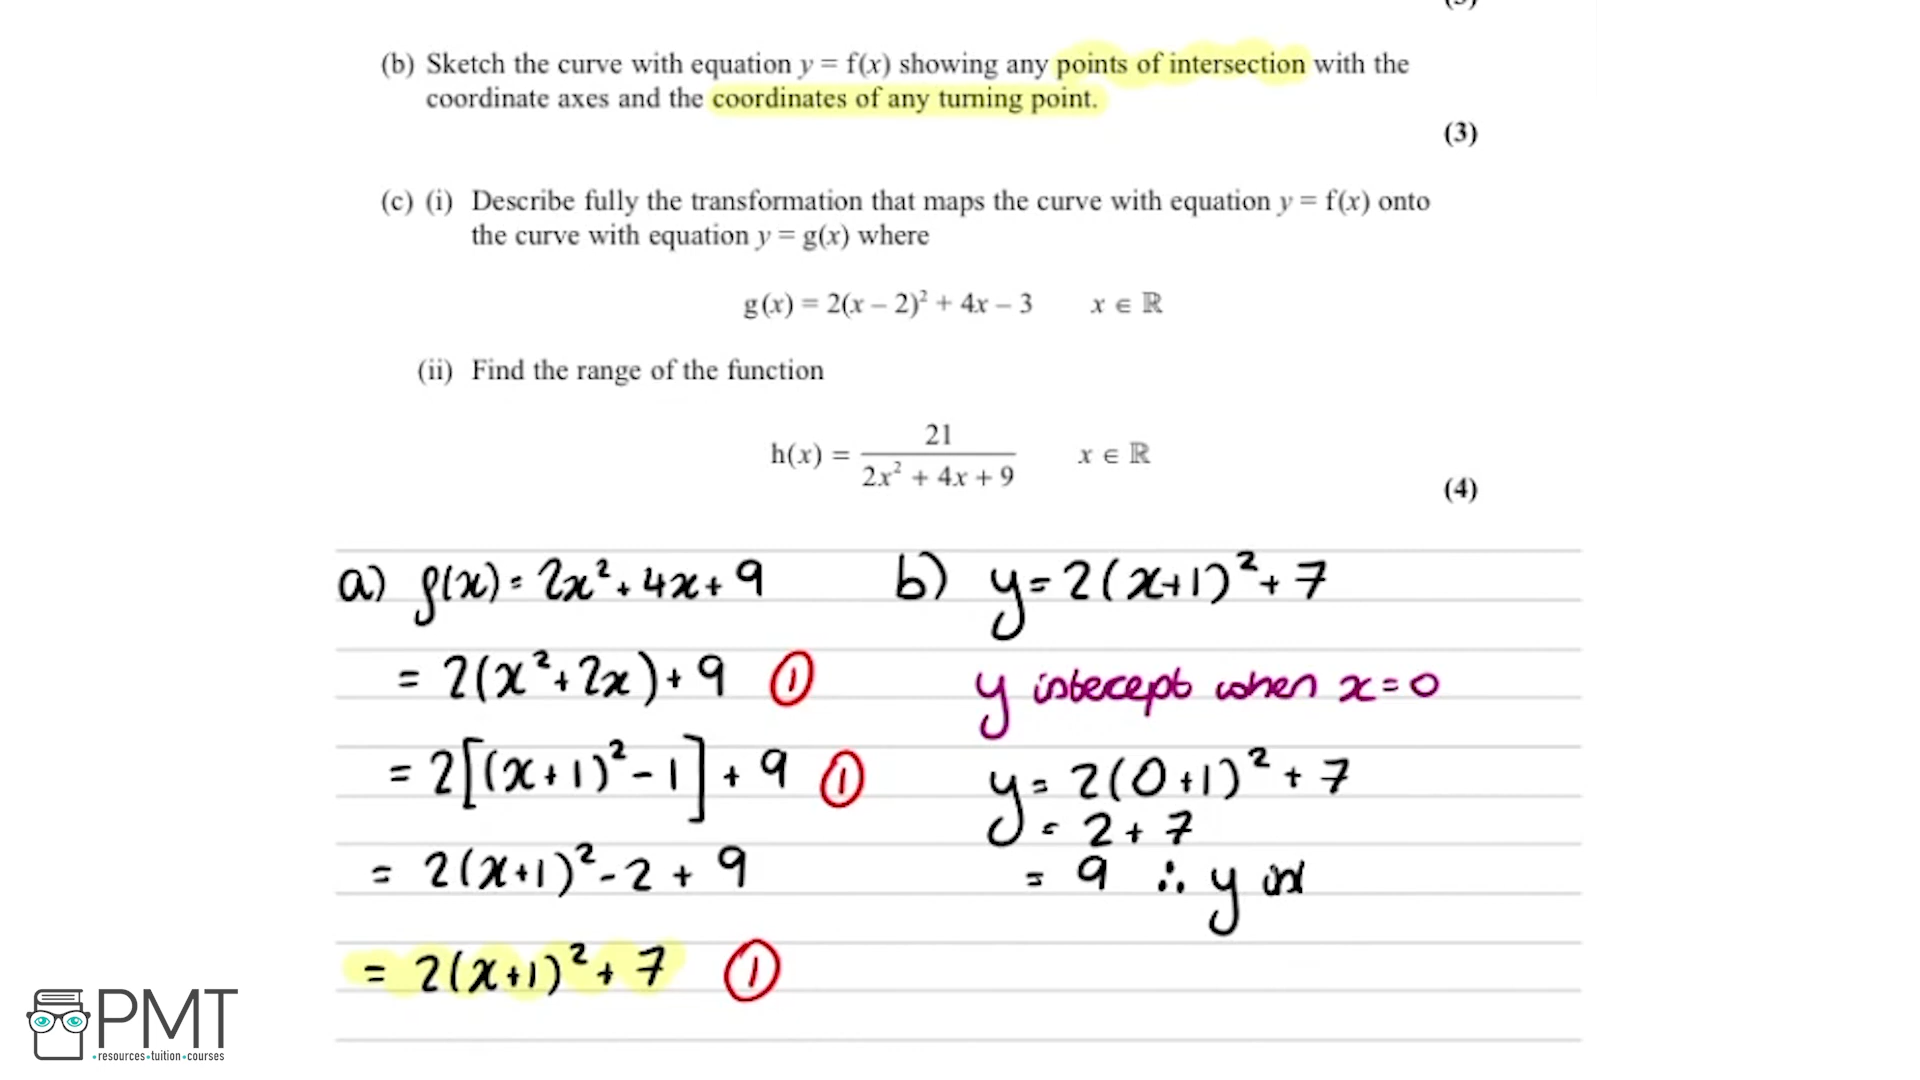 (b) Sketch the curve with equation y = f(x) showing any points of intersection with the
coordinate axes and the coordinates of any turning point.
(3)
(c) (i) Describe fully the transformation that maps the curve with equation y = f(x) onto
the curve with equation y = g(x) where
g(x) = 2(x – 2)² + 4x – 3 x ∈ ℝ
(ii) Find the range of the function
h(x) = 21 / (2x² + 4x + 9) x ∈ ℝ
(4)
a) f(x) = 2x² + 4x + 9
= 2(x² + 2x) + 9 ①
= 2[(x + 1)² - 1] + 9 ①
= 2(x+1)² - 2 + 9
= 2(x+1)² + 7 ①
b) y = 2(x+1)² + 7
y intecept when x = 0
y = 2(0+1)² + 7
= 2 + 7
= 9 ∴ y int
PMT
•resources•tuition•courses